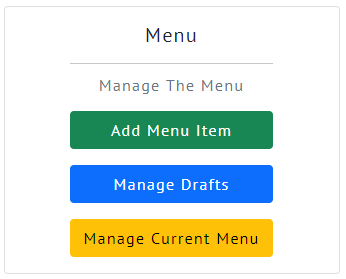 Menu
Manage The Menu
Add Menu Item
Manage Drafts
Manage Current Menu